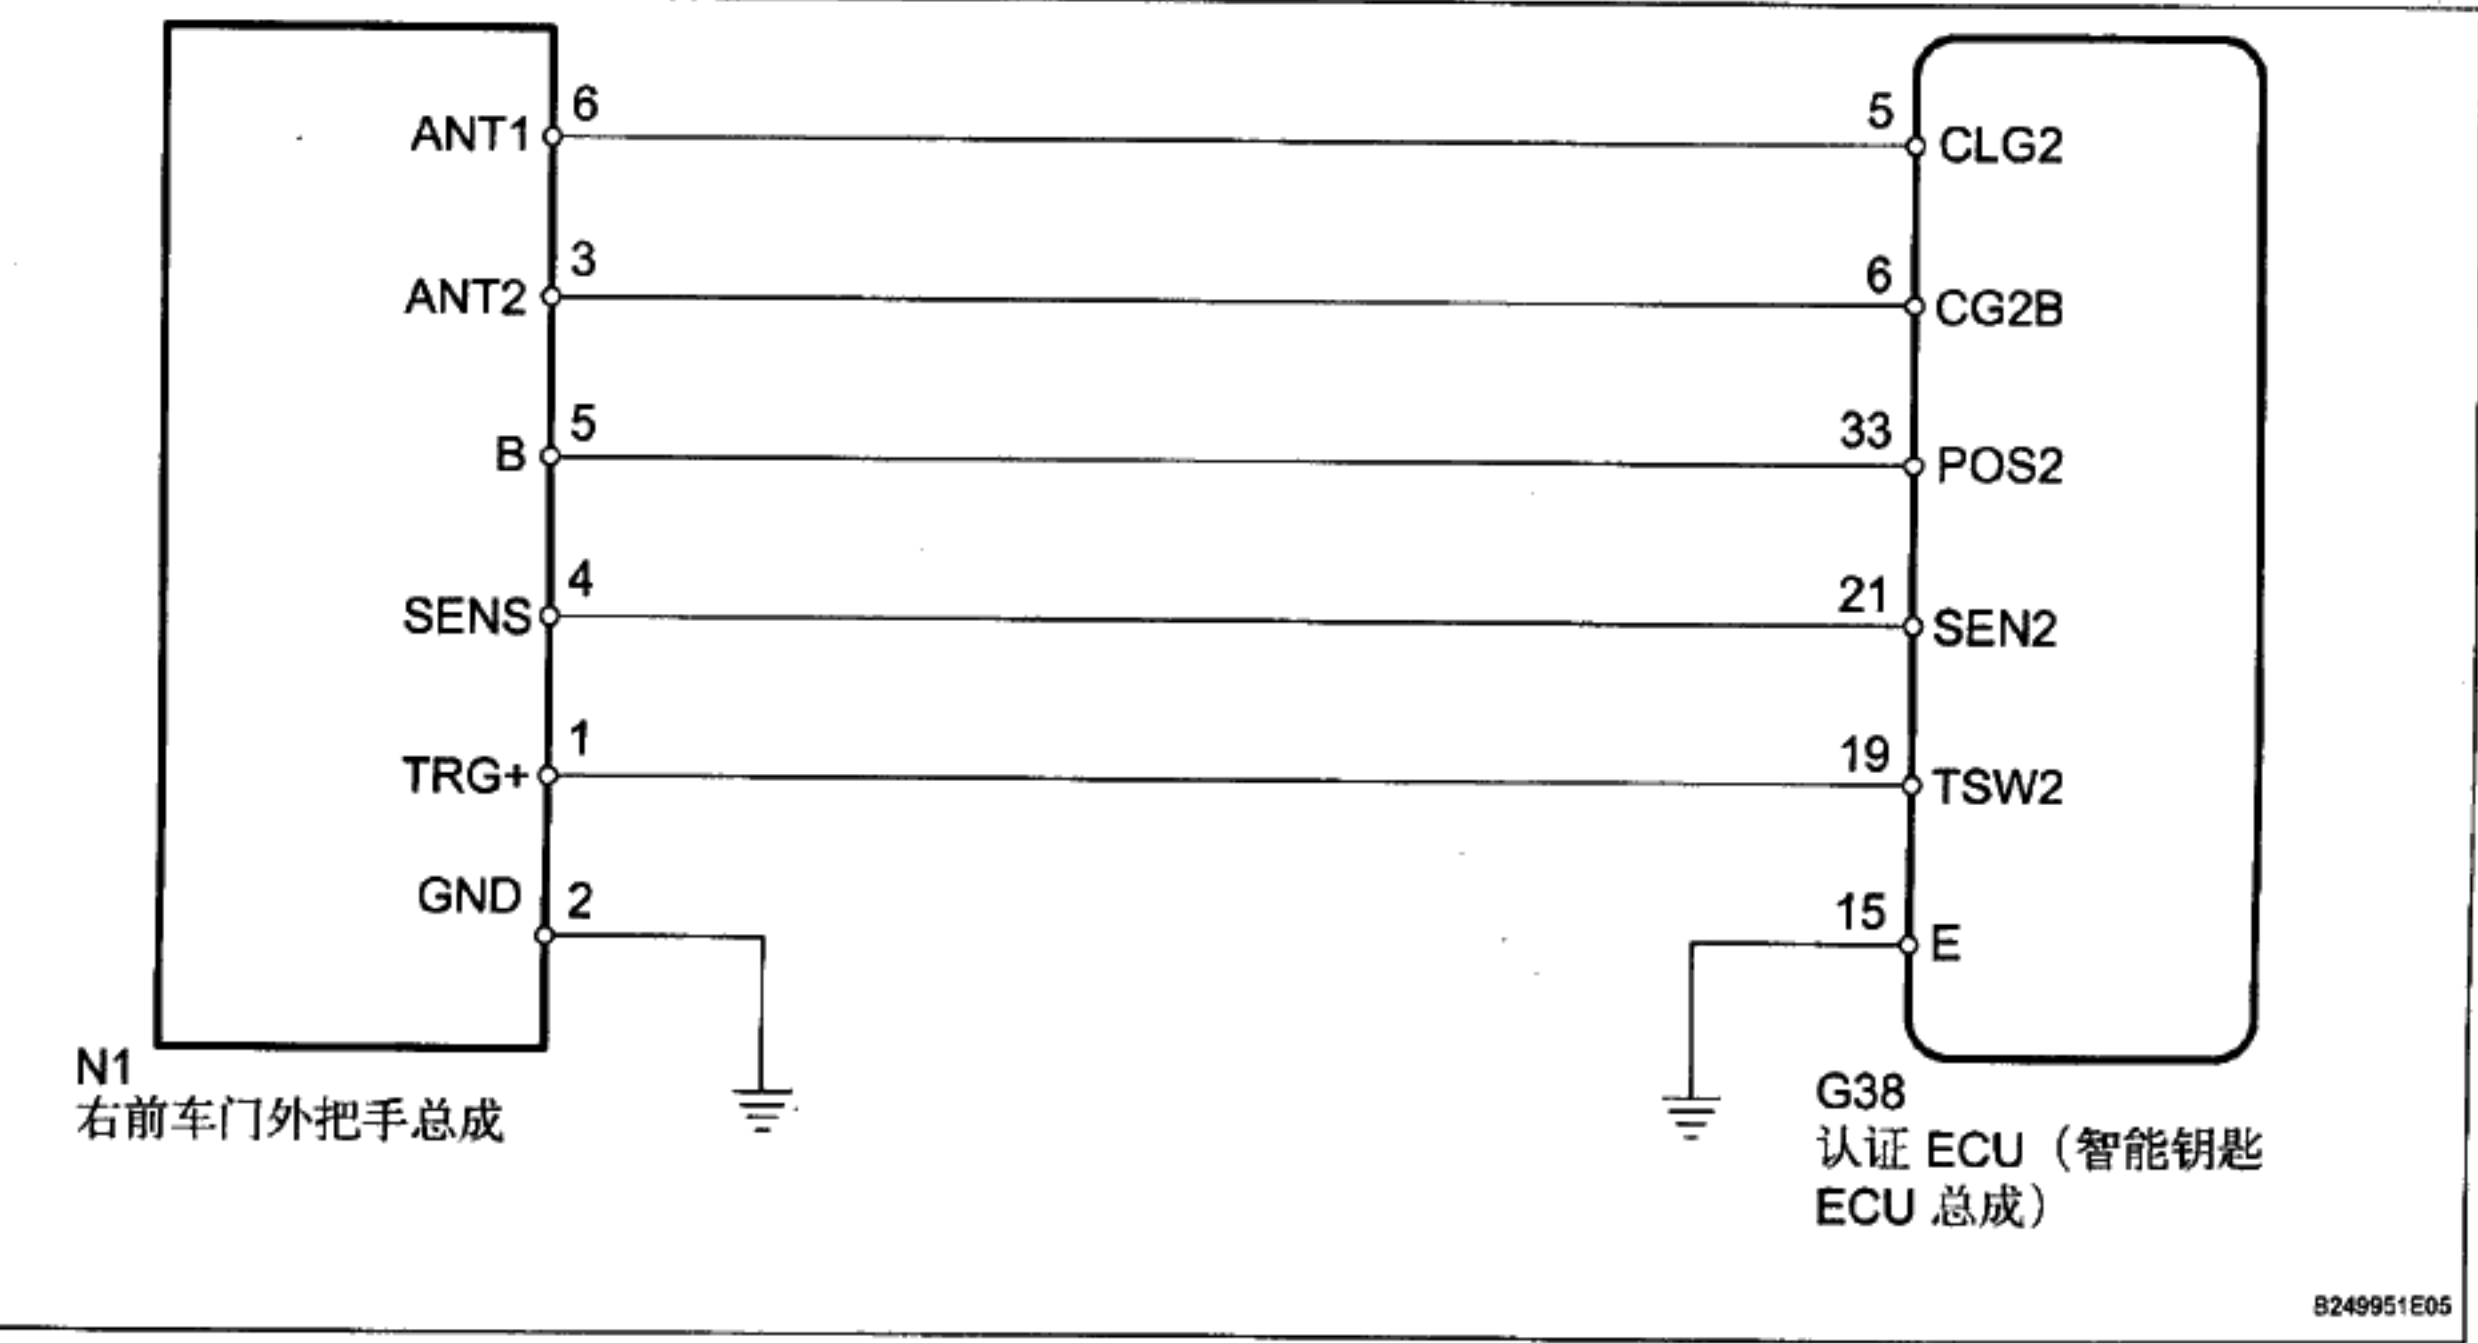 6
ANT1
5
CLG2
3
ANT2
6
CG2B
5
B
33
POS2
4
SENS
21
SEN2
1
TRG+
19
TSW2
GND
2
15
E
N1
右前车门外把手总成
G38
认证 ECU（智能钥匙
ECU 总成）
B249951E05